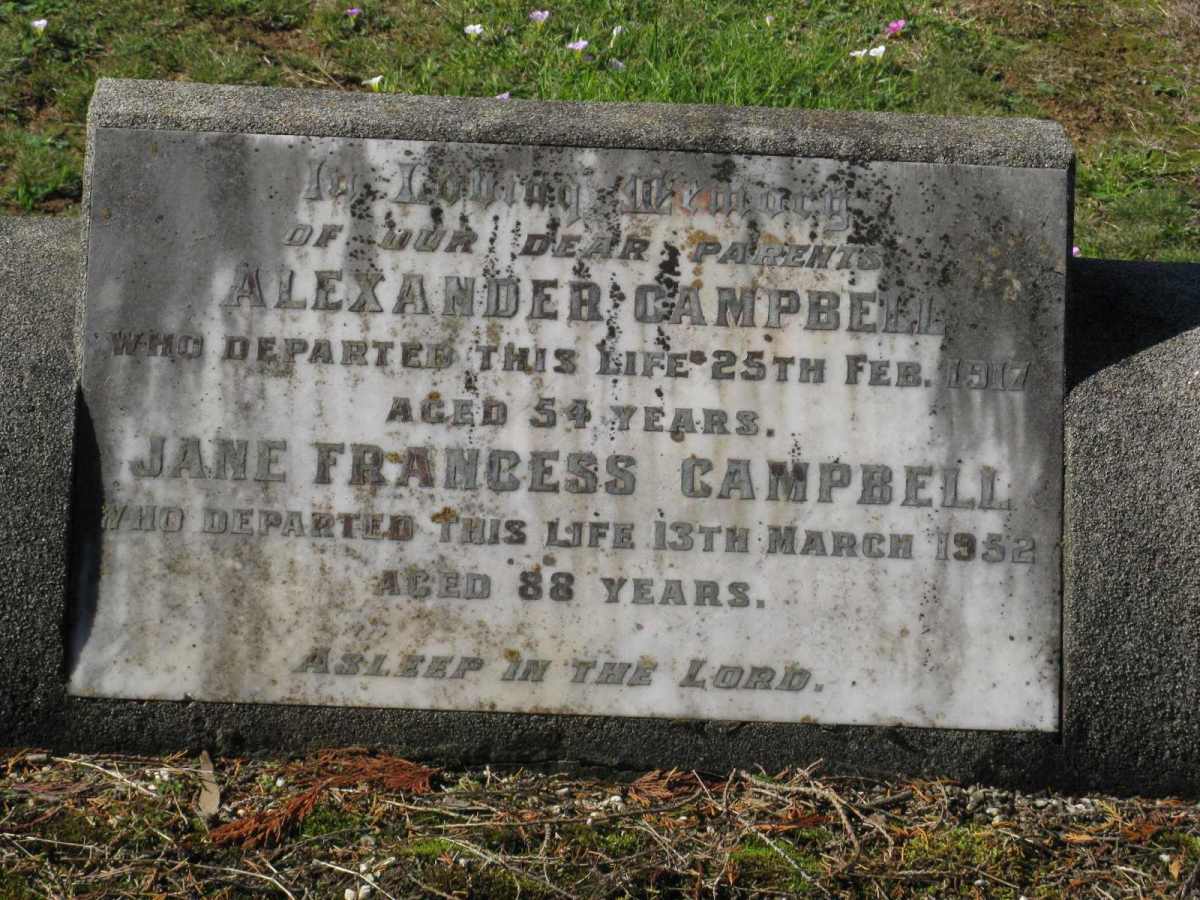 In Loving Memory
OF OUR DEAR PARENTS
ALEXANDER CAMPBELL
WHO DEPARTED THIS LIFE 25TH FEB. 1917
AGED 54 YEARS.
JANE FRANCESS CAMPBELL
WHO DEPARTED THIS LIFE 13TH MARCH 1952
AGED 88 YEARS.
ASLEEP IN THE LORD.